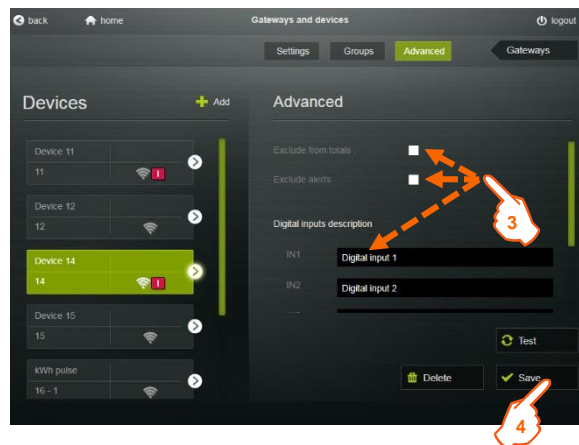 back home Gateways and devices logout
Settings Groups Advanced Gateways
Devices Add
Advanced
Device 11
11 I
Device 12
12
Device 14
14 I
Device 15
15
kWh pulse
16 - 1
Exclude from totals :
Exclude alerts
Digital inputs description
IN1 Digital input 1
IN2 Digital input 2
Test
Delete Save
3
4